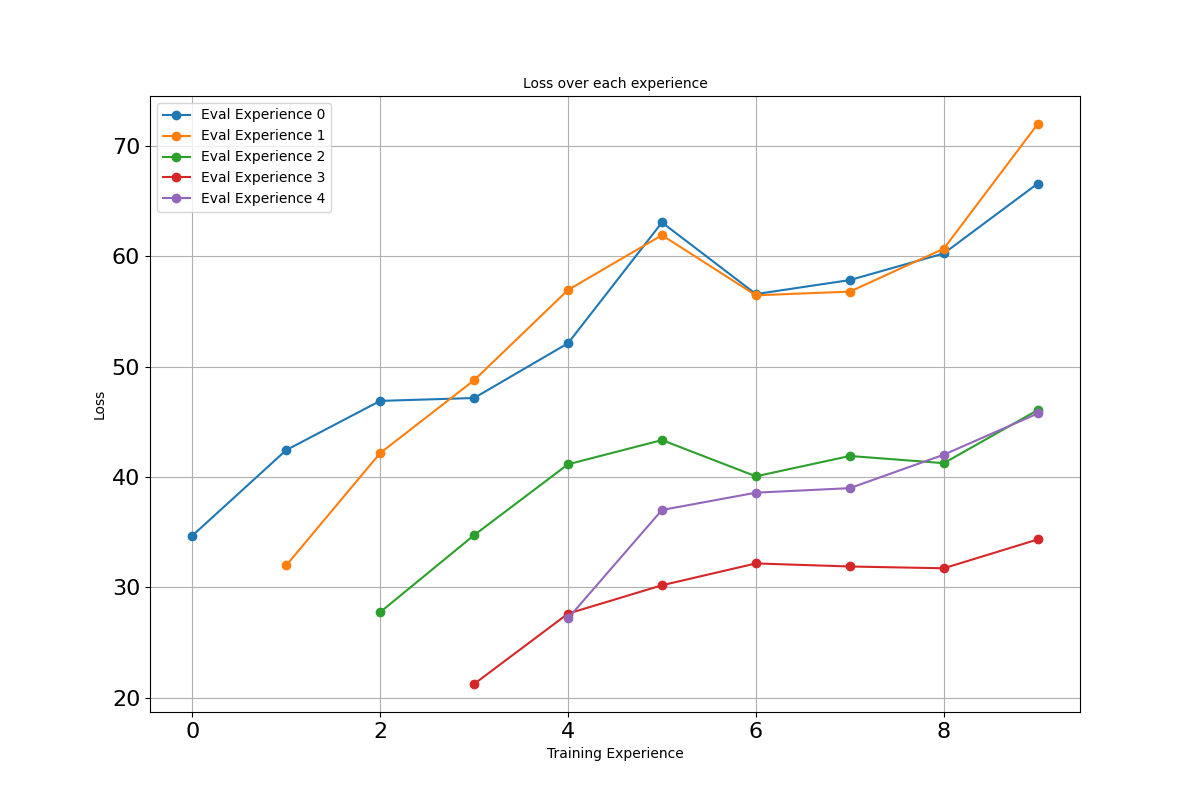 Loss over each experience
Eval Experience 0
Eval Experience 1
Eval Experience 2
Eval Experience 3
Eval Experience 4
70
60
50
40
30
20
Loss
0 2 4 6 8
Training Experience